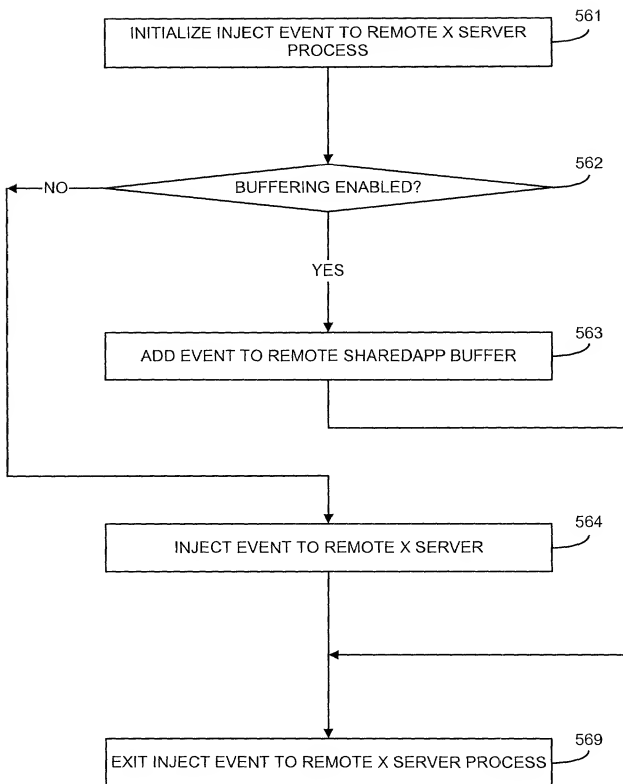 561
INITIALIZE INJECT EVENT TO REMOTE X SERVER
PROCESS
562
NO
BUFFERING ENABLED?
YES
563
ADD EVENT TO REMOTE SHAREDAPP BUFFER
564
INJECT EVENT TO REMOTE X SERVER
569
EXIT INJECT EVENT TO REMOTE X SERVER PROCESS